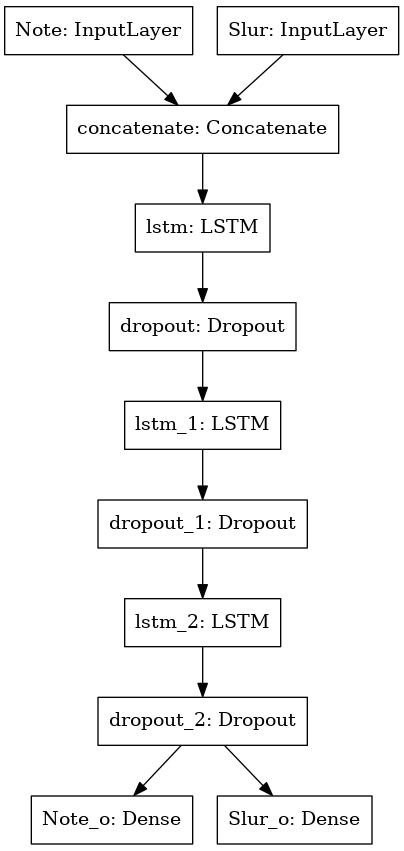 Note: InputLayer
Slur: InputLayer
concatenate: Concatenate
lstm: LSTM
dropout: Dropout
lstm_1: LSTM
dropout_1: Dropout
lstm_2: LSTM
dropout_2: Dropout
Note_o: Dense
Slur_o: Dense